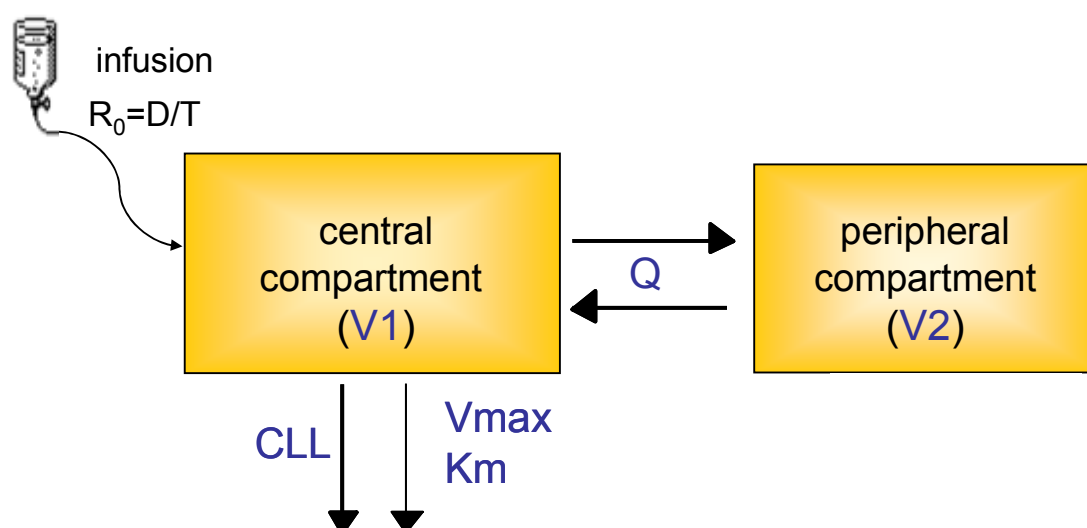 infusion
R₀=D/T
central
compartment
(V1)
Q
peripheral
compartment
(V2)
CLL
Vmax
Km